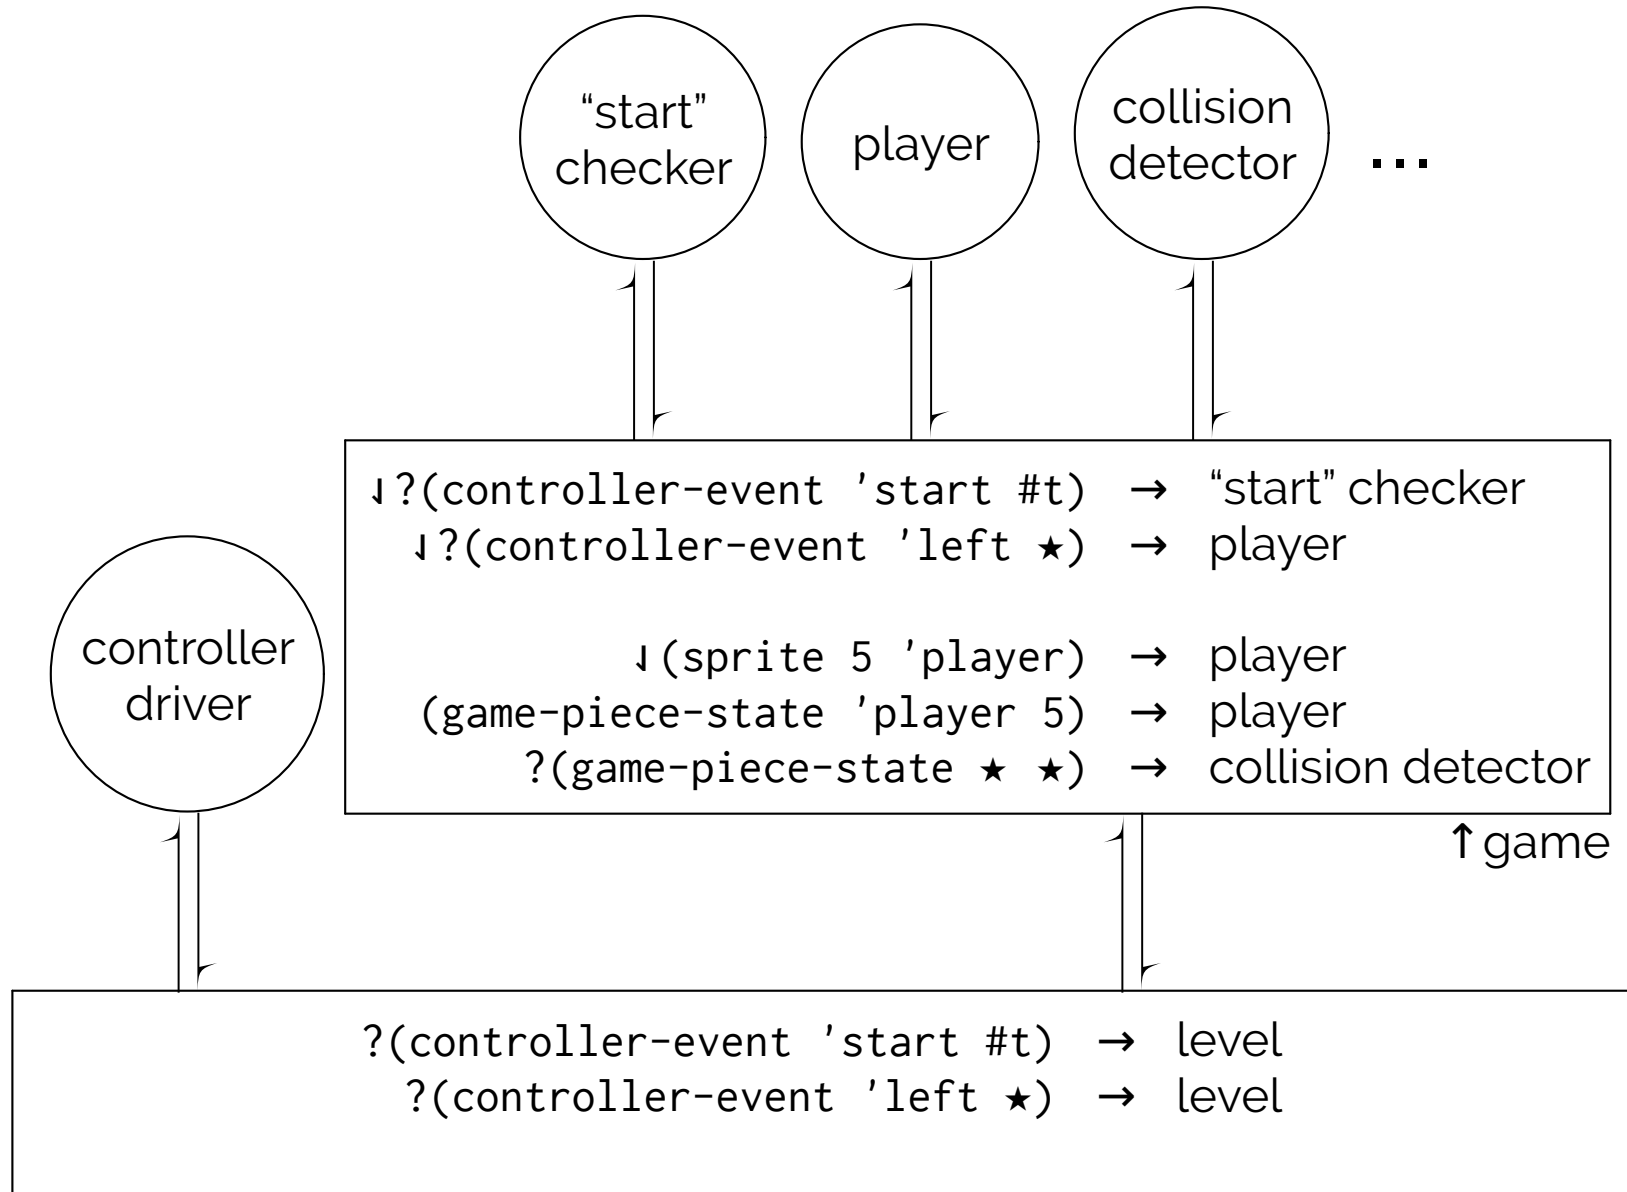 “start”
checker
player
collision
detector
...
⇃?(controller-event 'start #t) → “start” checker
⇃?(controller-event 'left ★) → player
⇃(sprite 5 'player) → player
(game-piece-state 'player 5) → player
?(game-piece-state ★ ★) → collision detector
controller
driver
↑game
?(controller-event 'start #t) → level
?(controller-event 'left ★) → level